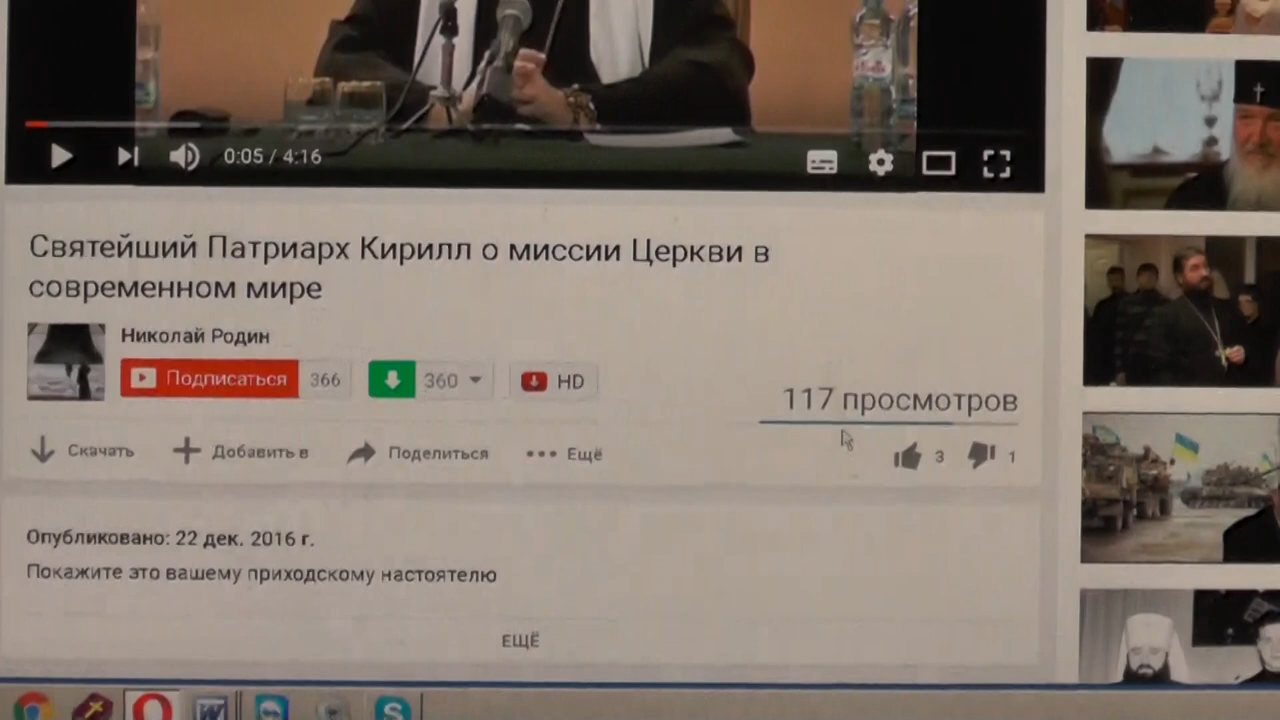 0:05 / 4:16
Святейший Патриарх Кирилл о миссии Церкви в
современном мире
Николай Родин
Подписаться 366 360 HD
117 просмотров
Скачать Добавить в Поделиться Ещё 3 1
Опубликовано: 22 дек. 2016 г.
Покажите это вашему приходскому настоятелю
ЕЩЁ